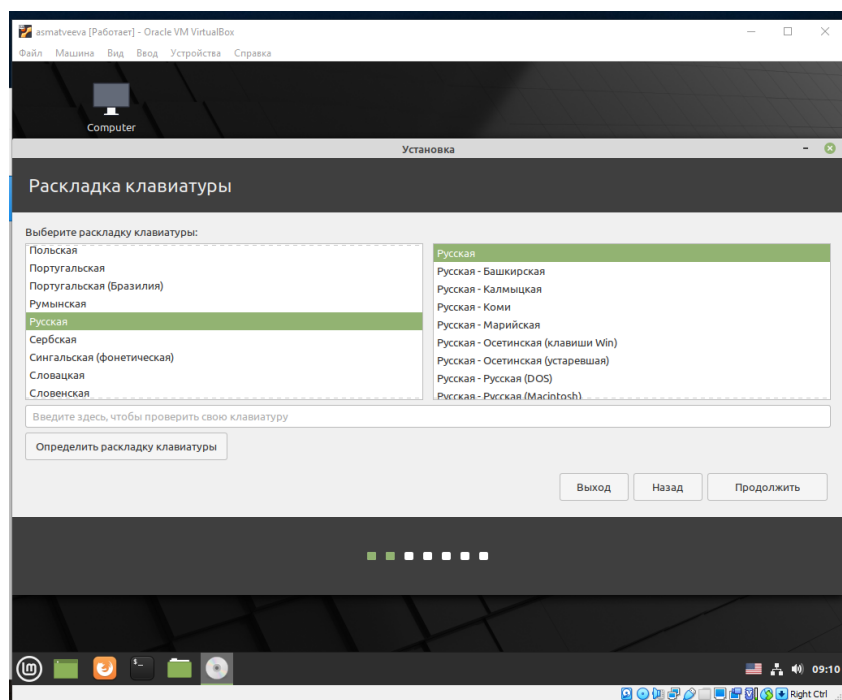 asmatveeva [Работает] - Oracle VM VirtualBox
Файл Машина Вид Ввод Устройства Справка
Computer
Установка
Раскладка клавиатуры
Выберите раскладку клавиатуры:
Польская
Португальская
Португальская (Бразилия)
Румынская
Русская
Сербская
Сингальская (фонетическая)
Словацкая
Словенская
Русская
Русская - Башкирская
Русская - Калмыцкая
Русская - Коми
Русская - Марийская
Русская - Осетинская (клавиши Win)
Русская - Осетинская (устаревшая)
Русская - Русская (DOS)
Русская - Русская (Macintosh)
Введите здесь, чтобы проверить свою клавиатуру
Определить раскладку клавиатуры
Выход Назад Продолжить
09:10
Right Ctrl